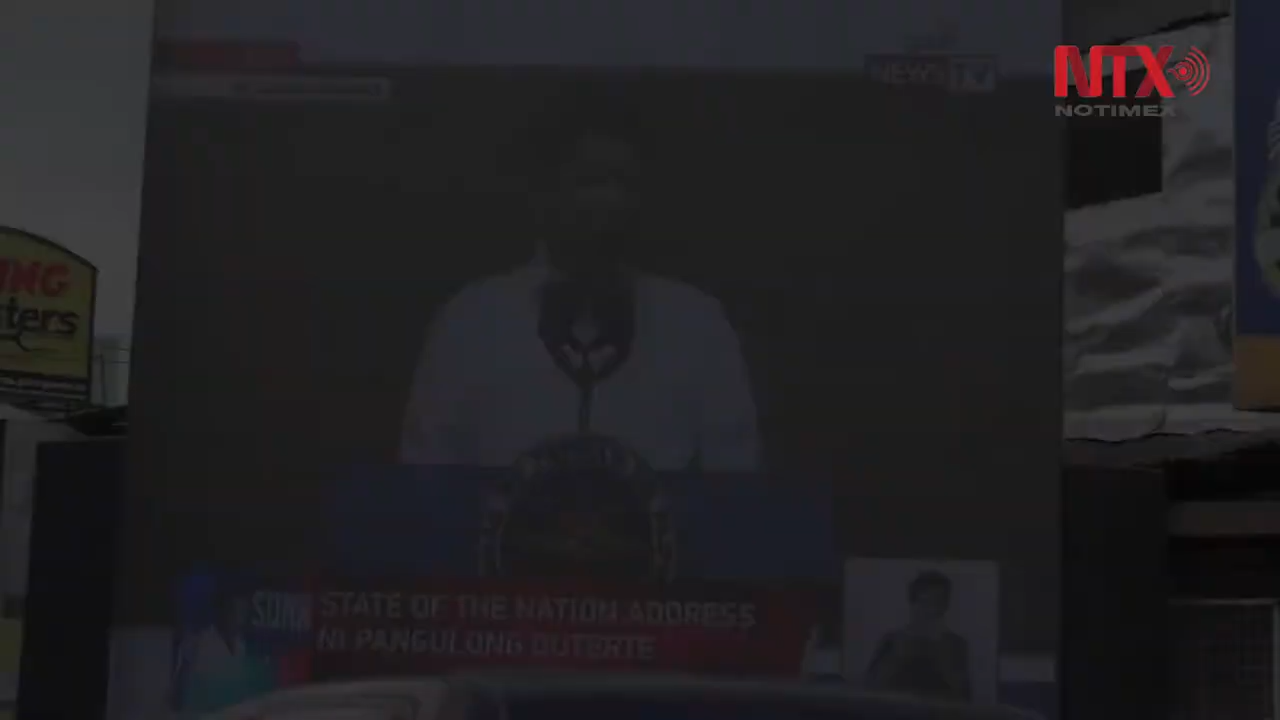 NTX
NOTIMEX
NEWS TV
ING
ters
SONA
STATE OF THE NATION ADDRESS
NI PANGULONG DUTERTE